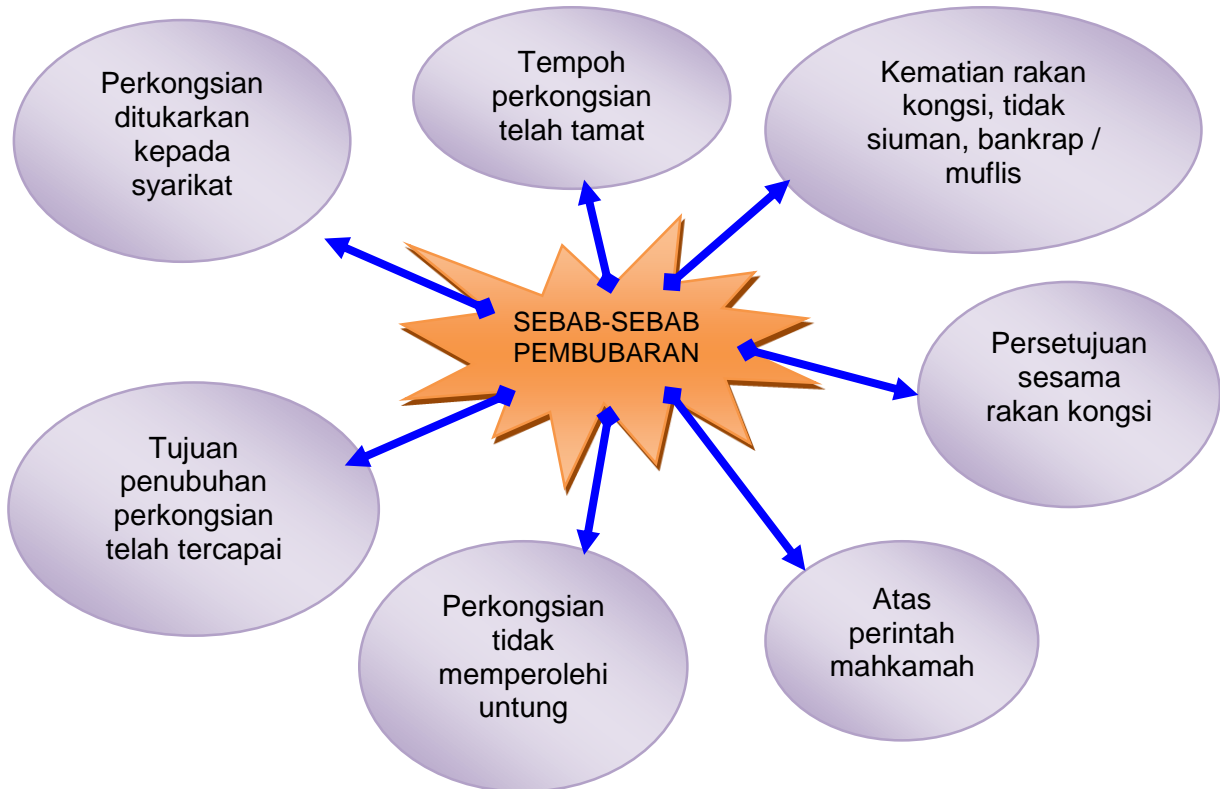 Perkongsian
ditukarkan
kepada
syarikat
Tempoh
perkongsian
telah tamat
Kematian rakan
kongsi, tidak
siuman, bankrap /
muflis
SEBAB-SEBAB
PEMBUBARAN
Persetujuan
sesama
rakan kongsi
Tujuan
penubuhan
perkongsian
telah tercapai
Perkongsian
tidak
memperolehi
untung
Atas
perintah
mahkamah